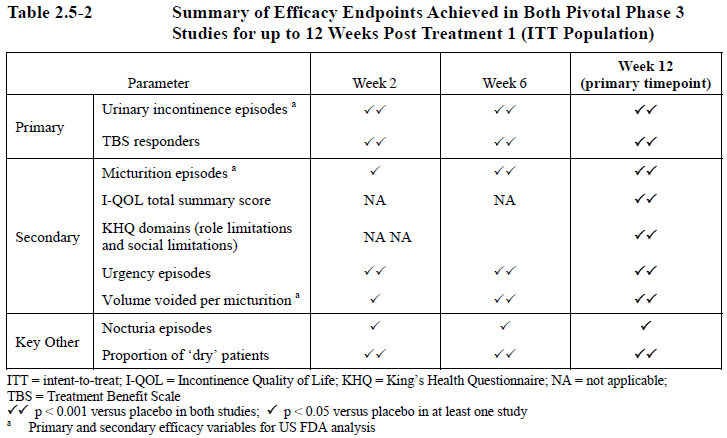 Table 2.5-2 Summary of Efficacy Endpoints Achieved in Both Pivotal Phase 3
Studies for up to 12 Weeks Post Treatment 1 (ITT Population)
Parameter Week 2 Week 6 Week 12
(primary timepoint)
Primary
Urinary incontinence episodes a ✓✓ ✓✓ ✓✓
TBS responders ✓✓ ✓✓ ✓✓
Secondary
Micturition episodes a ✓ ✓✓ ✓✓
I-QOL total summary score NA NA ✓✓
KHQ domains (role limitations
and social limitations) NA NA ✓✓
Urgency episodes ✓✓ ✓✓ ✓✓
Volume voided per micturition a ✓ ✓✓ ✓✓
Key Other
Nocturia episodes ✓ ✓ ✓
Proportion of ‘dry’ patients ✓✓ ✓✓ ✓✓
ITT = intent-to-treat; I-QOL = Incontinence Quality of Life; KHQ = King’s Health Questionnaire; NA = not applicable;
TBS = Treatment Benefit Scale
✓✓ p < 0.001 versus placebo in both studies; ✓ p < 0.05 versus placebo in at least one study
a Primary and secondary efficacy variables for US FDA analysis